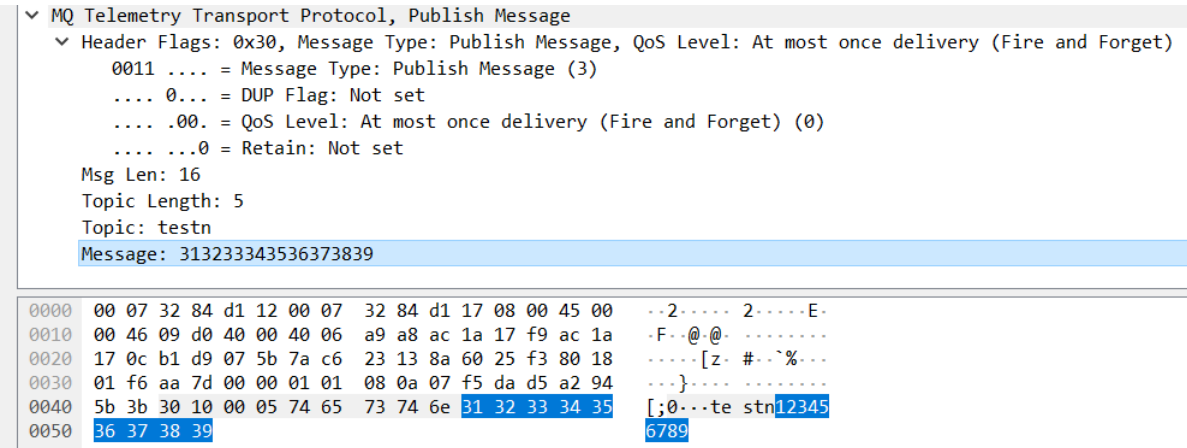 MQ Telemetry Transport Protocol, Publish Message
Header Flags: 0x30, Message Type: Publish Message, QoS Level: At most once delivery (Fire and Forget)
0011 .... = Message Type: Publish Message (3)
.... 0... = DUP Flag: Not set
.... .00. = QoS Level: At most once delivery (Fire and Forget) (0)
.... ...0 = Retain: Not set
Msg Len: 16
Topic Length: 5
Topic: testn
Message: 313233343536373839
0000 00 07 32 84 d1 12 00 07 32 84 d1 17 08 00 45 00 ··2····· 2·····E·
0010 00 46 09 d0 40 00 40 06 a9 a8 ac 1a 17 f9 ac 1a ·F··@·@· ········
0020 17 0c b1 d9 07 5b 7a c6 23 13 8a 60 25 f3 80 18 ·····[z· #··`%···
0030 01 f6 aa 7d 00 00 01 01 08 0a 07 f5 da d5 a2 94 ···}···· ········
0040 5b 3b 30 10 00 05 74 65 73 74 6e 31 32 33 34 35 [;0···te stn12345
0050 36 37 38 39 6789